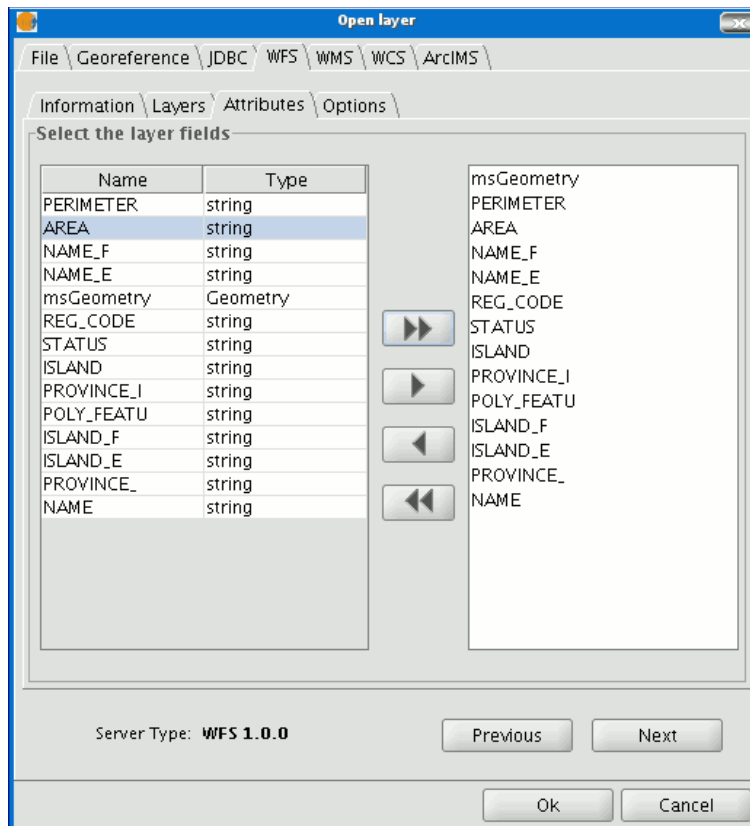 Open layer
File Georeference JDBC WFS WMS WCS ArcIMS
Information Layers Attributes Options
Select the layer fields
Name Type
PERIMETER string
AREA string
NAME_F string
NAME_E string
msGeometry Geometry
REG_CODE string
STATUS string
ISLAND string
PROVINCE_I string
POLY_FEATU string
ISLAND_F string
ISLAND_E string
PROVINCE_ string
NAME string
msGeometry
PERIMETER
AREA
NAME_F
NAME_E
REG_CODE
STATUS
ISLAND
PROVINCE_I
POLY_FEATU
ISLAND_F
ISLAND_E
PROVINCE_
NAME
Server Type: WFS 1.0.0
Previous Next
Ok Cancel